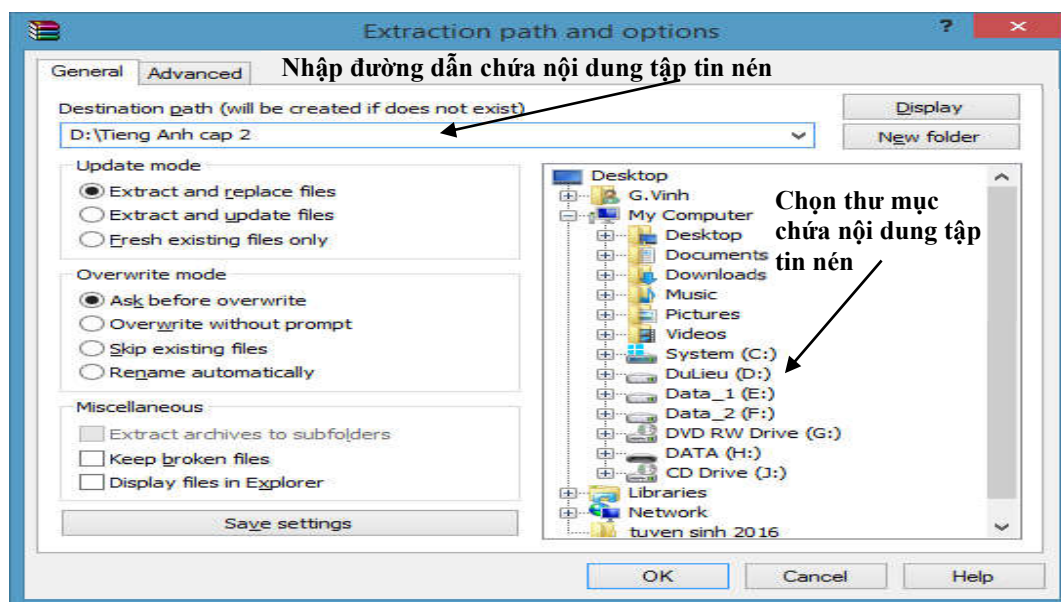 Extraction path and options
? ×
General Advanced
Nhập đường dẫn chứa nội dung tập tin nén
Destination path (will be created if does not exist)
D:\Tieng Anh cap 2
Display
New folder
Update mode
Extract and replace files
Extract and update files
Fresh existing files only
Overwrite mode
Ask before overwrite
Overwrite without prompt
Skip existing files
Rename automatically
Miscellaneous
Extract archives to subfolders
Keep broken files
Display files in Explorer
Save settings
Desktop
G.Vinh
My Computer
Desktop
Documents
Downloads
Music
Pictures
Videos
System (C:)
DuLieu (D:)
Data_1 (E:)
Data_2 (F:)
DVD RW Drive (G:)
DATA (H:)
CD Drive (J:)
Libraries
Network
tuyen sinh 2016
Chọn thư mục
chứa nội dung tập
tin nén
OK Cancel Help